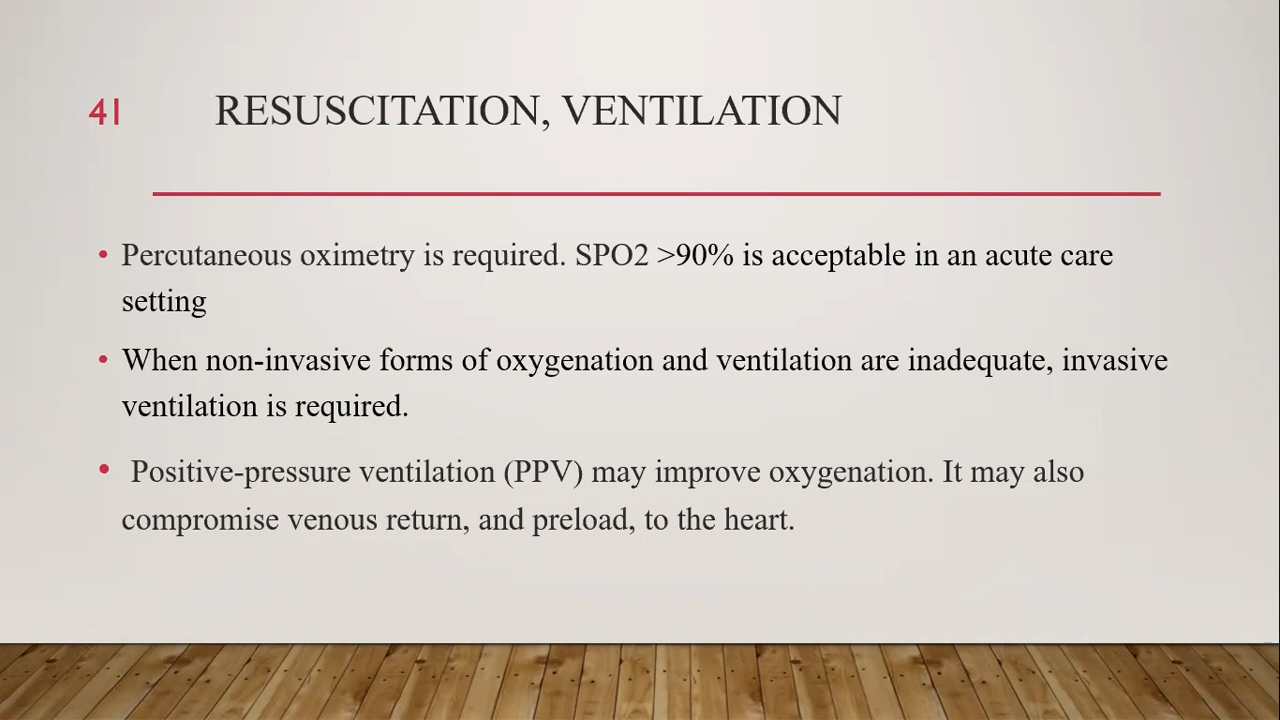 41
RESUSCITATION, VENTILATION
• Percutaneous oximetry is required. SPO2 >90% is acceptable in an acute care
setting
• When non-invasive forms of oxygenation and ventilation are inadequate, invasive
ventilation is required.
• Positive-pressure ventilation (PPV) may improve oxygenation. It may also
compromise venous return, and preload, to the heart.